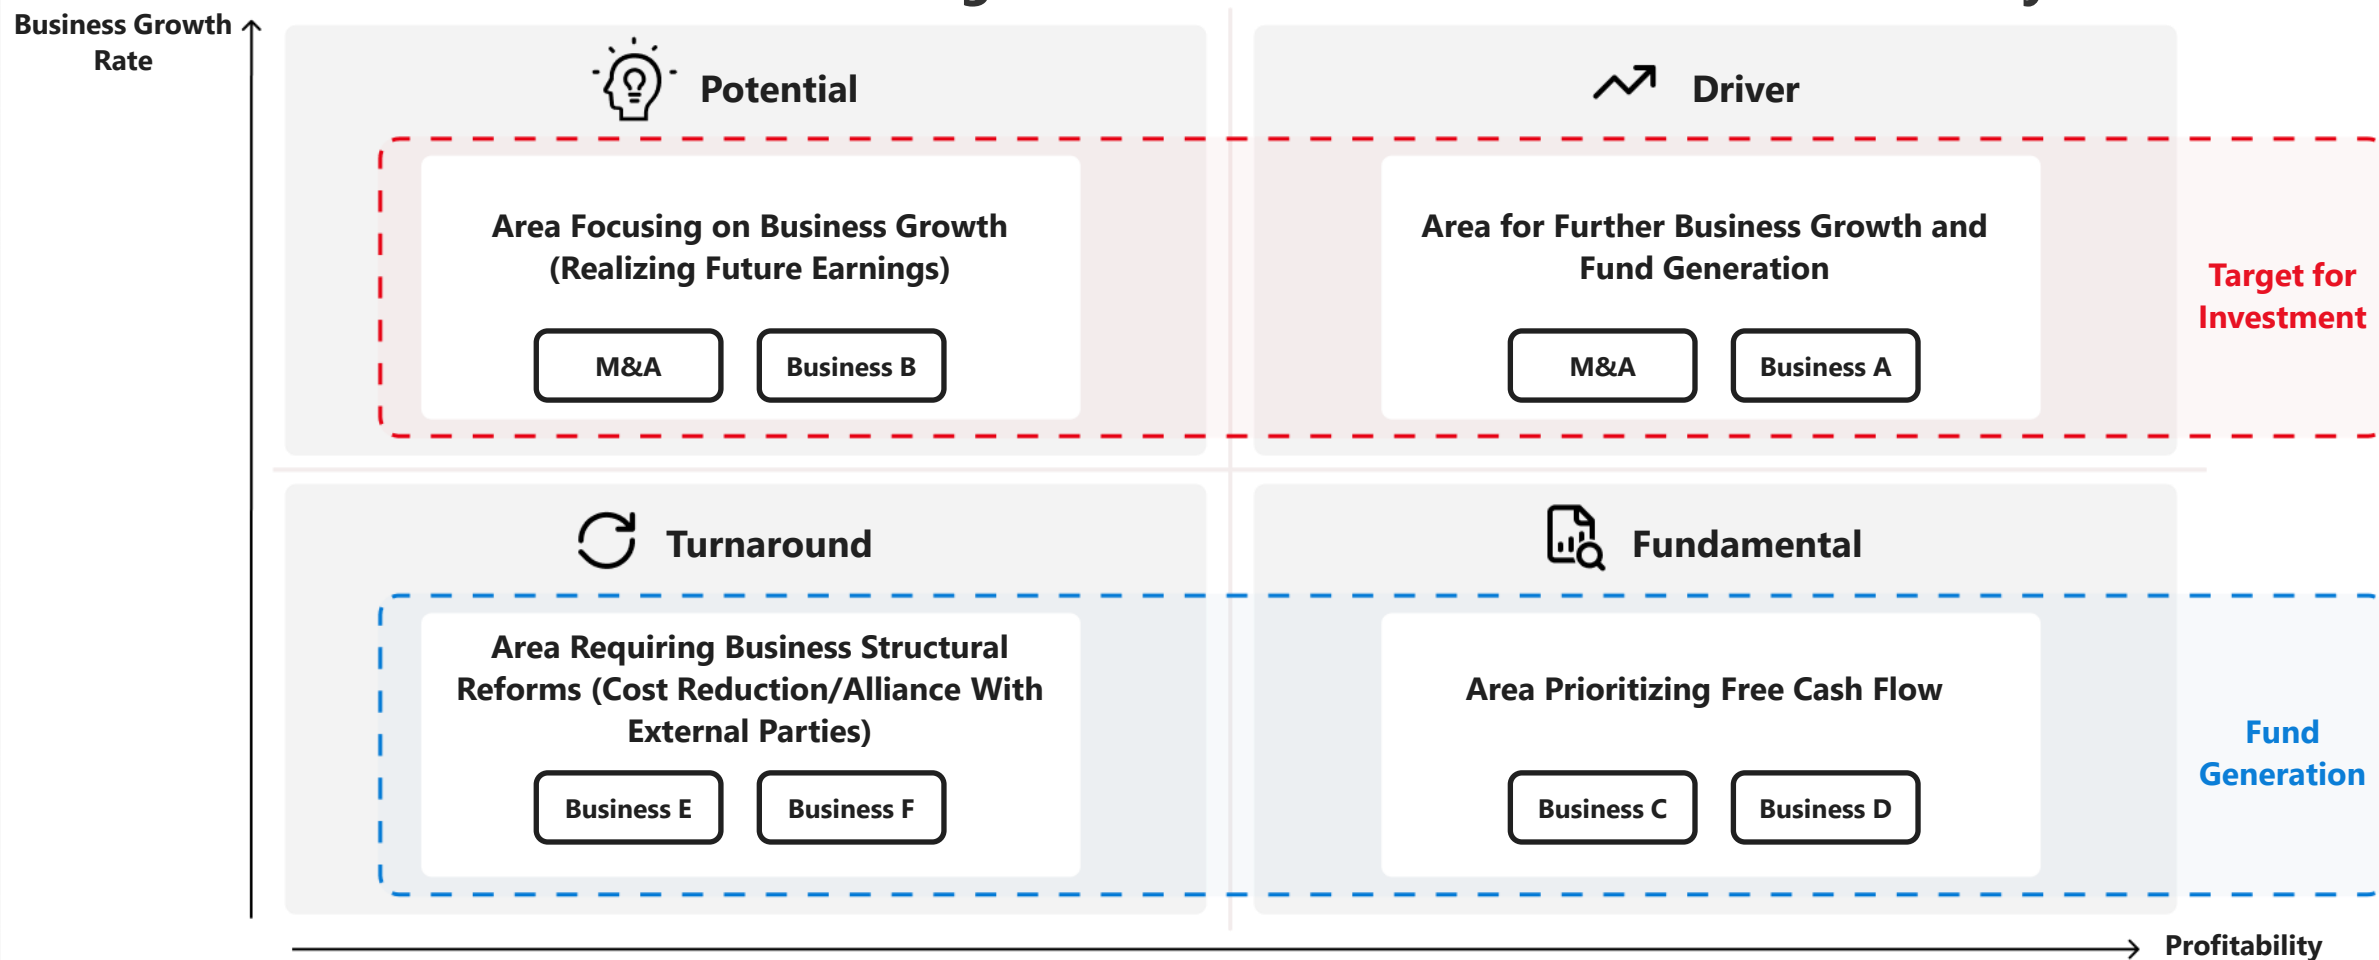 Business Growth
Rate
Potential
Driver
Area Focusing on Business Growth
(Realizing Future Earnings)
M&A
Business B
Area for Further Business Growth and
Fund Generation
M&A
Business A
Target for
Investment
Turnaround
Fundamental
Area Requiring Business Structural
Reforms (Cost Reduction/Alliance With
External Parties)
Business E
Business F
Area Prioritizing Free Cash Flow
Business C
Business D
Fund
Generation
Profitability